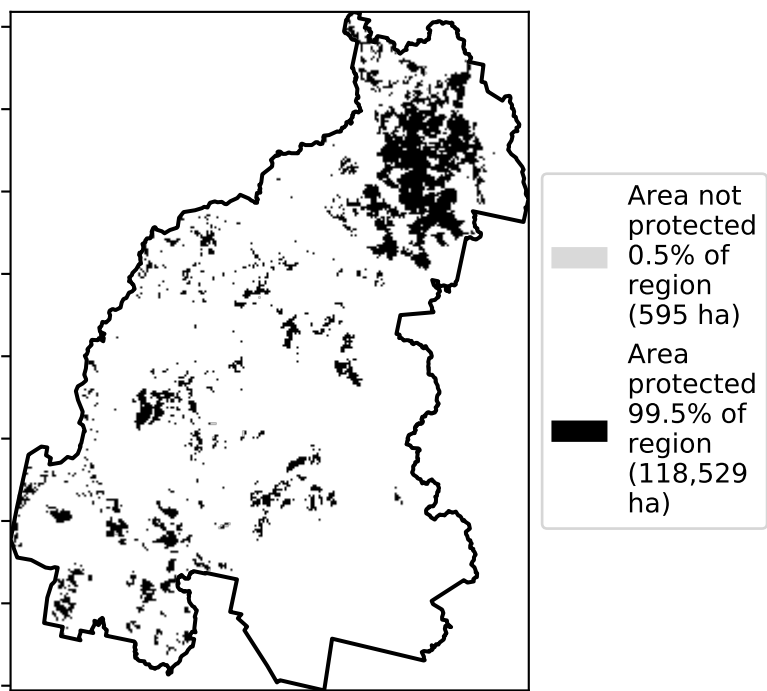 Area not
protected
0.5% of
region
(595 ha)
Area
protected
99.5% of
region
(118,529
ha)